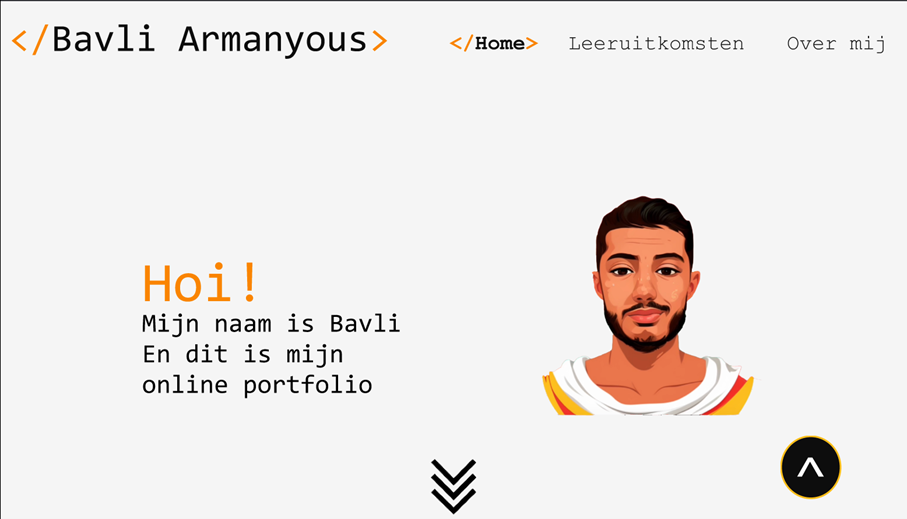 </Bavli Armanyous>
</Home> Leeruitkomsten Over mij
Hoi!
Mijn naam is Bavli
En dit is mijn
online portfolio